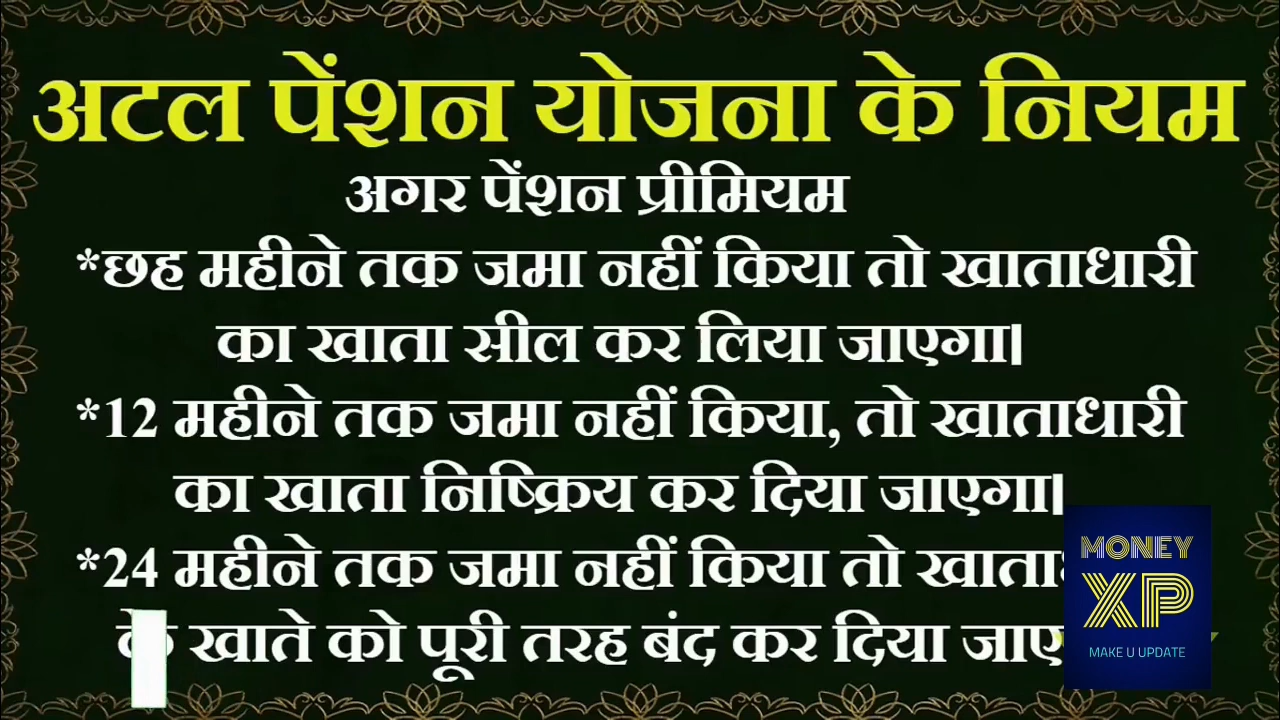 अटल पेंशन योजना के नियम
अगर पेंशन प्रीमियम
*छह महीने तक जमा नहीं किया तो खाताधारी
का खाता सील कर लिया जाएगा|
*12 महीने तक जमा नहीं किया, तो खाताधारी
का खाता निष्क्रिय कर दिया जाएगा|
*24 महीने तक जमा नहीं किया तो
खाते को पूरी तरह बंद कर दिया
MONEY
XP
MAKE U UPDATE